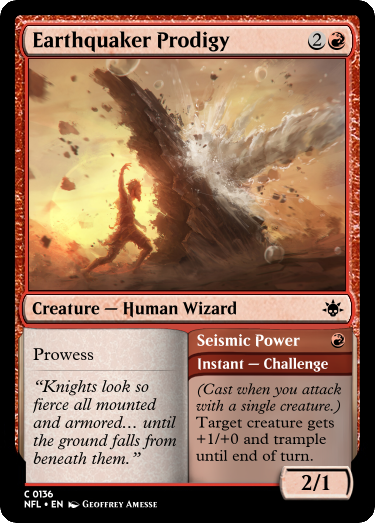 Earthquaker Prodigy 2
Creature — Human Wizard
Prowess
“Knights look so
fierce all mounted
and armored… until
the ground falls from
beneath them.”
Seismic Power
Instant — Challenge
(Cast when you attack
with a single creature.)
Target creature gets
+1/+0 and trample
until end of turn.
2/1
C 0136
NFL • EN Geoffrey Amesse